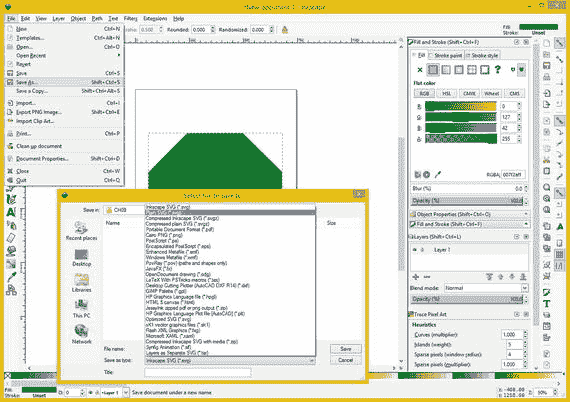 *New document 1 - Inkscape
File Edit View Layer Object Path Text Filters Extensions Help
New Ctrl+N
Templates... Ctrl+Alt+N
Open... Ctrl+O
Open Recent
Revert
Save Ctrl+S
Save As... Shift+Ctrl+S
Save a Copy... Shift+Ctrl+Alt+S
Import... Ctrl+I
Export PNG Image... Shift+Ctrl+E
Import Clip Art...
Print... Ctrl+P
Clean up document
Document Properties... Shift+Ctrl+D
Close Ctrl+W
Quit Ctrl+Q
Rounded: 0.000 Randomized: 0.000
Fill:
Stroke: Unset
Fill and Stroke (Shift+Ctrl+F)
Fill Stroke paint Stroke style
Flat color
RGB HSL CMYK Wheel CMS
0
127
42
255
RGBA: 007f2aff
Blur (%) 0.0
Opacity (%)
Object Properties (Shift+Ctrl+O)
Fill and Stroke (Shift+Ctrl+F)
Layers (Shift+Ctrl+L)
Layer 1
Blend mode: Normal
Opacity (%)
Trace Pixel Art
Heuristics
Curves (multiplier): 1.000
Islands (weight): 5
Sparse pixels (window radius): 4
Sparse pixels (multiplier): 1.000
Save in: CH09
Name Size
Recent places
Desktop
Libraries
This PC
Network
Inkscape SVG (*.svg)
Plain SVG (*.svg)
Compressed Inkscape SVG (*.svgz)
Compressed plain SVG (*.svgz)
Portable Document Format (*.pdf)
Cairo PNG (*.png)
PostScript (*.ps)
Encapsulated PostScript (*.eps)
Enhanced Metafile (*.emf)
Windows Metafile (*.wmf)
PovRay (*.pov) (paths and shapes only)
JavaFX (*.fx)
OpenDocument drawing (*.odg)
LaTeX With PSTricks macros (*.tex)
Desktop Cutting Plotter (AutoCAD DXF R14) (*.dxf)
GIMP Palette (*.gpl)
HP Graphics Language file (*.hpgl)
HTML 5 canvas (*.html)
Jessyink zipped pdf or png output (*.zip)
HP Graphics Language Plot file [AutoCAD] (*.plt)
Optimized SVG (*.svg)
sK1 vector graphics files (*.sk1)
Flash XML Graphics (*.fxg)
Microsoft XAML (*.xaml)
Compressed Inkscape SVG with media (*.zip)
Synfig Animation (*.sif)
Layers as Separate SVG (*.tar)
File name:
Save as type: Inkscape SVG (*.svg)
Title:
Save
Cancel
Fill:
Stroke: Unset
O: 0
Layer 1
Save document under a new name.
X: -400.00
Y: 1250.00
Z: 50%